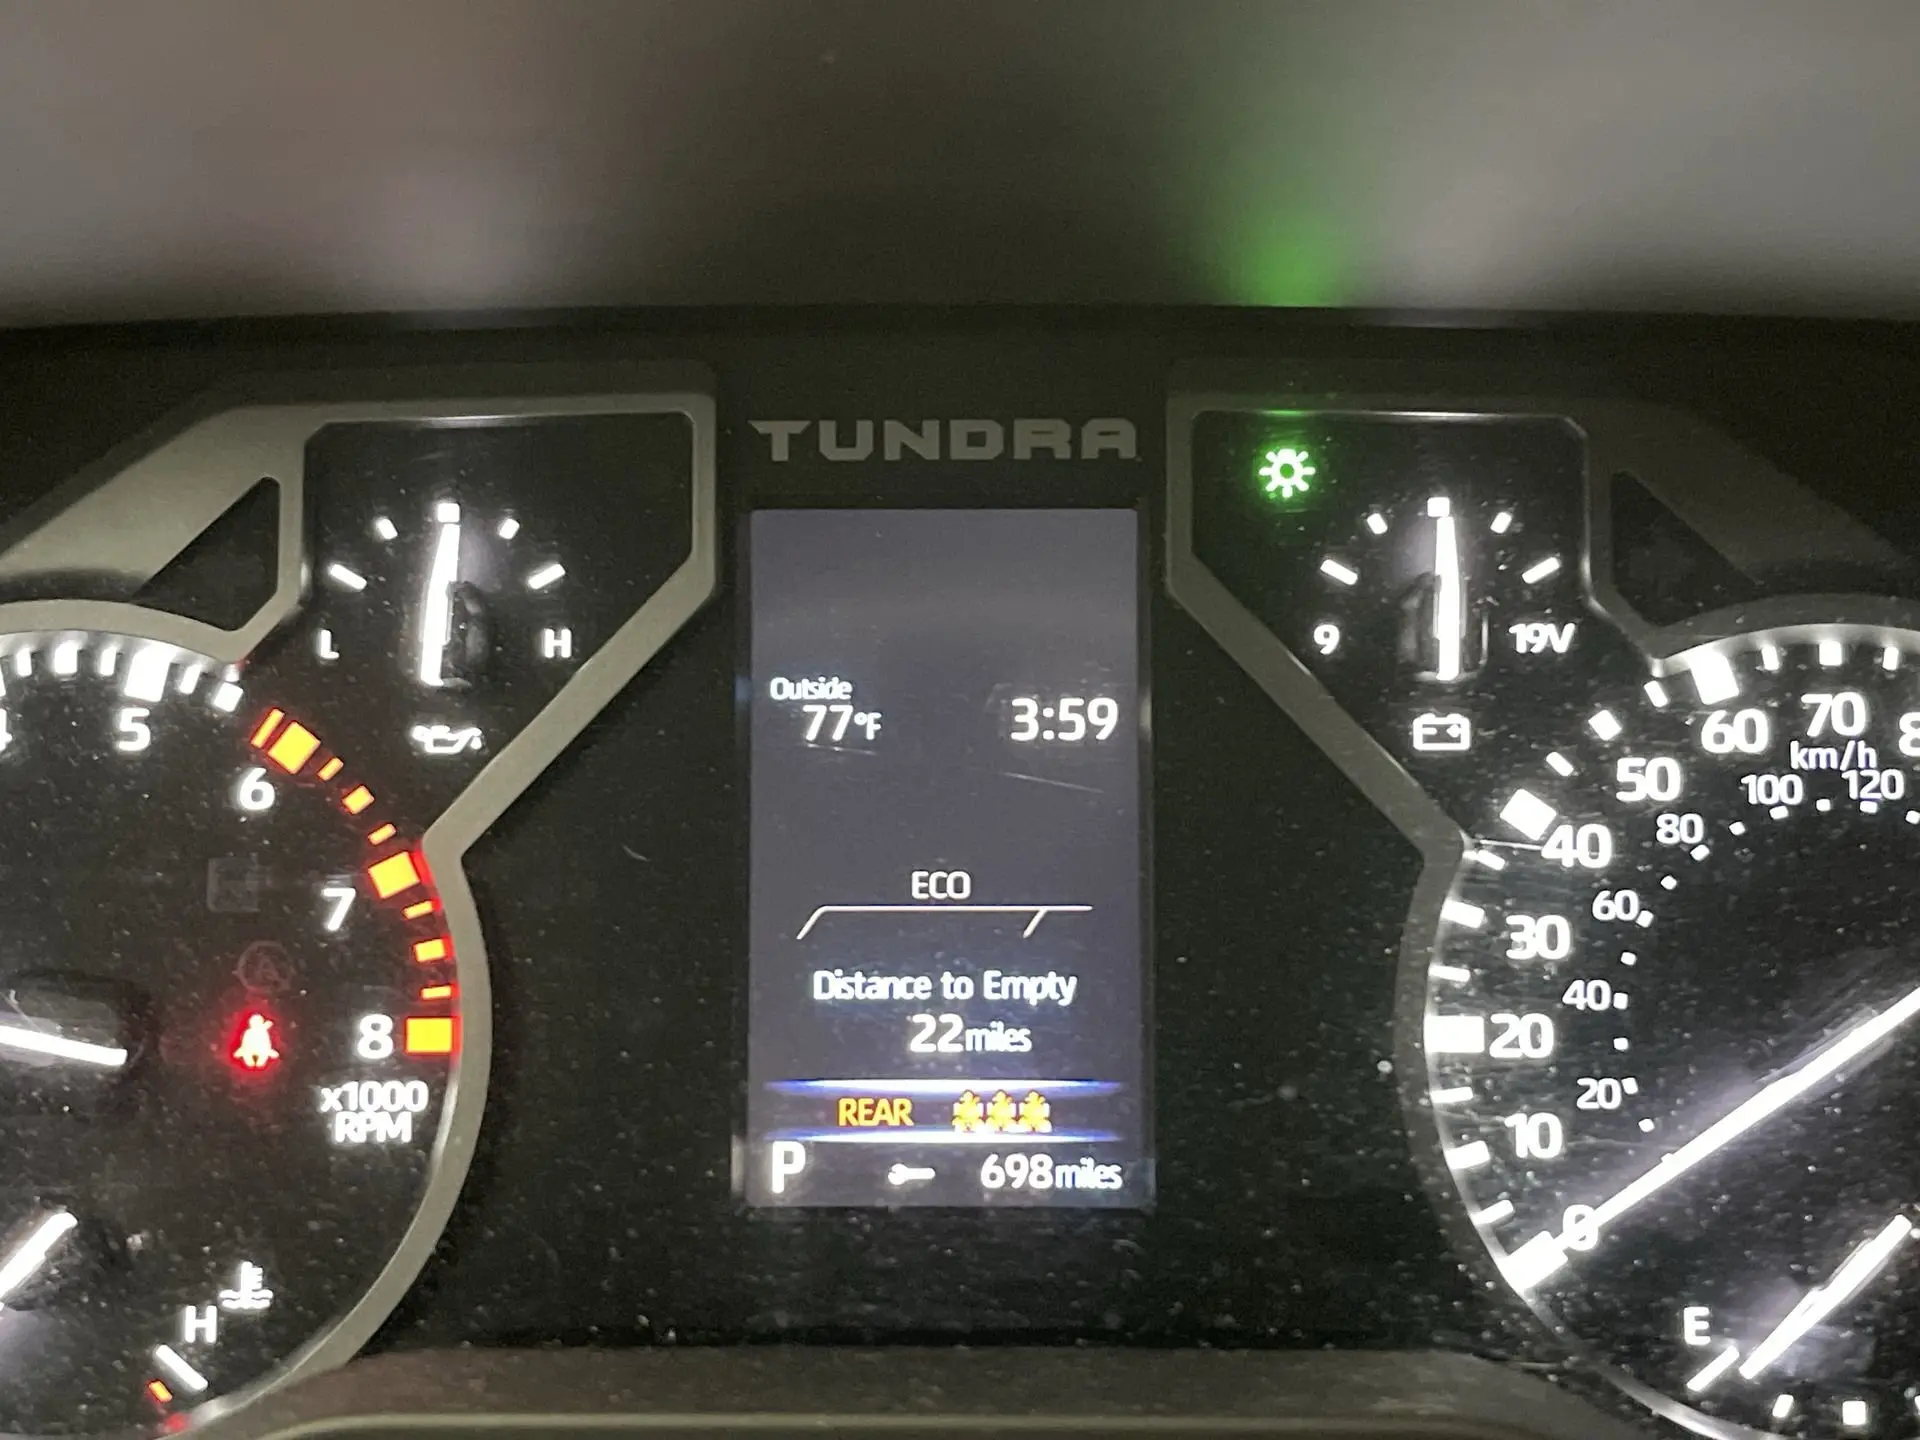 TUNDRA
L
H
9
19V
Outside
77°F
3:59
5
6
7
8
x1000
RPM
ECO
Distance to Empty
22miles
REAR
P
698miles
H
60
70
km/h
50
100
120
40
80
30
60
20
40
10
20
0
E